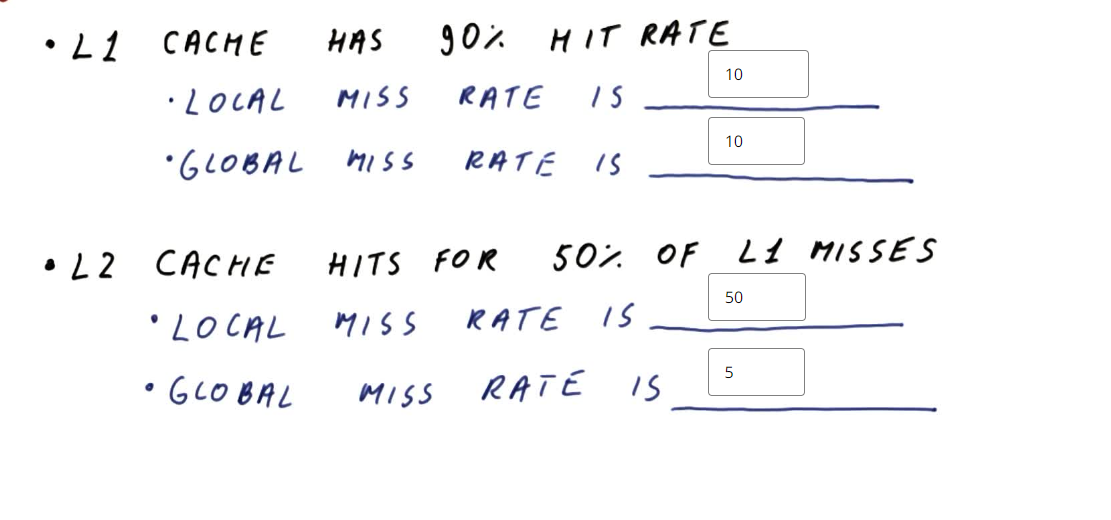 • L1 CACHE HAS 90% HIT RATE
• LOCAL MISS RATE IS 10
• GLOBAL MISS RATE IS 10
• L2 CACHE HITS FOR 50% OF L1 MISSES
• LOCAL MISS RATE IS 50
• GLOBAL MISS RATE IS 5